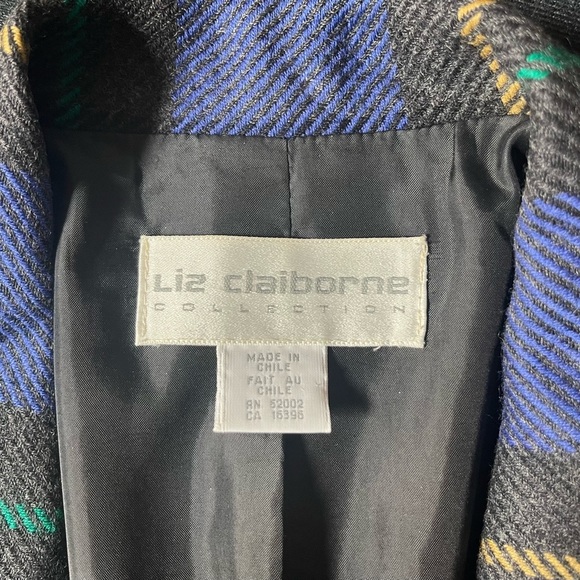 Liz claiborne
COLLECTION
MADE IN
CHILE
FAIT AU
CHILE
RN 52002
CA 16396